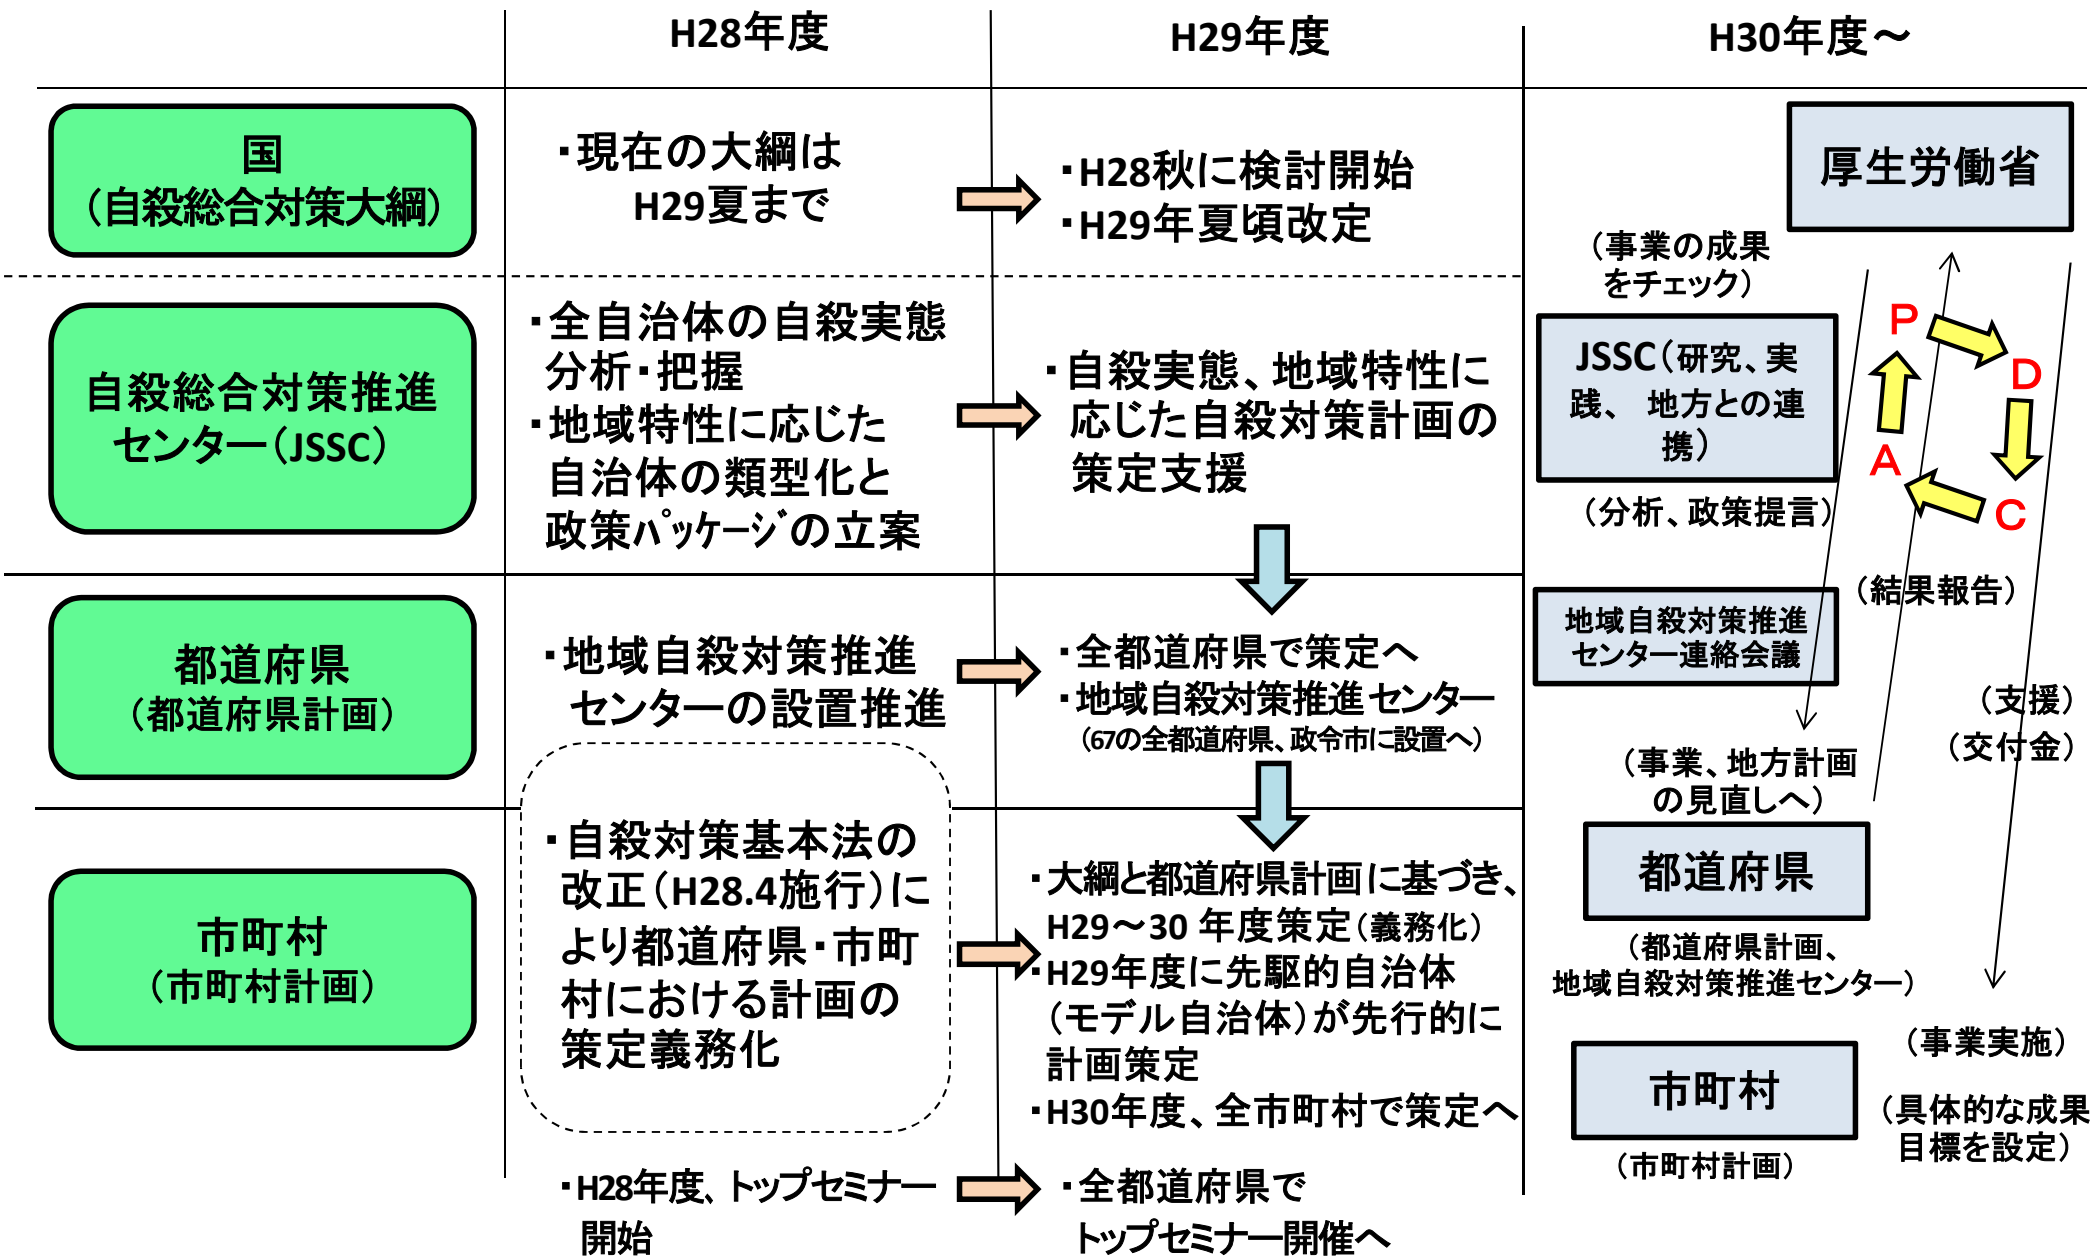 H28年度
H29年度
H30年度～
国
（自殺総合対策大綱）
・現在の大綱は
H29夏まで
・H28秋に検討開始
・H29年夏頃改定
自殺総合対策推進
センター（JSSC）
・全自治体の自殺実態
分析・把握
・地域特性に応じた
自治体の類型化と
政策ﾊﾟｯｹｰｼﾞの立案
・自殺実態、地域特性に
応じた自殺対策計画の
策定支援
都道府県
（都道府県計画）
・地域自殺対策推進
センターの設置推進
・全都道府県で策定へ
・地域自殺対策推進センター
（67の全都道府県、政令市に設置へ）
市町村
（市町村計画）
・自殺対策基本法の
改正（H28.4施行）に
より都道府県・市町
村における計画の
策定義務化
・大綱と都道府県計画に基づき、
H29～30 年度策定（義務化）
・H29年度に先駆的自治体
（モデル自治体）が先行的に
計画策定
・H30年度、全市町村で策定へ
・H28年度、トップセミナー
開始
・全都道府県で
トップセミナー開催へ
厚生労働省
（事業の成果
をチェック）
JSSC（研究、実
践、 地方との連
携）
（分析、政策提言）
P
D
C
A
地域自殺対策推進
センター連絡会議
（結果報告）
（支援）
（交付金）
（事業、地方計画
の見直しへ）
都道府県
（都道府県計画、
地域自殺対策推進センター）
（事業実施）
市町村
（市町村計画）
（具体的な成果
目標を設定）